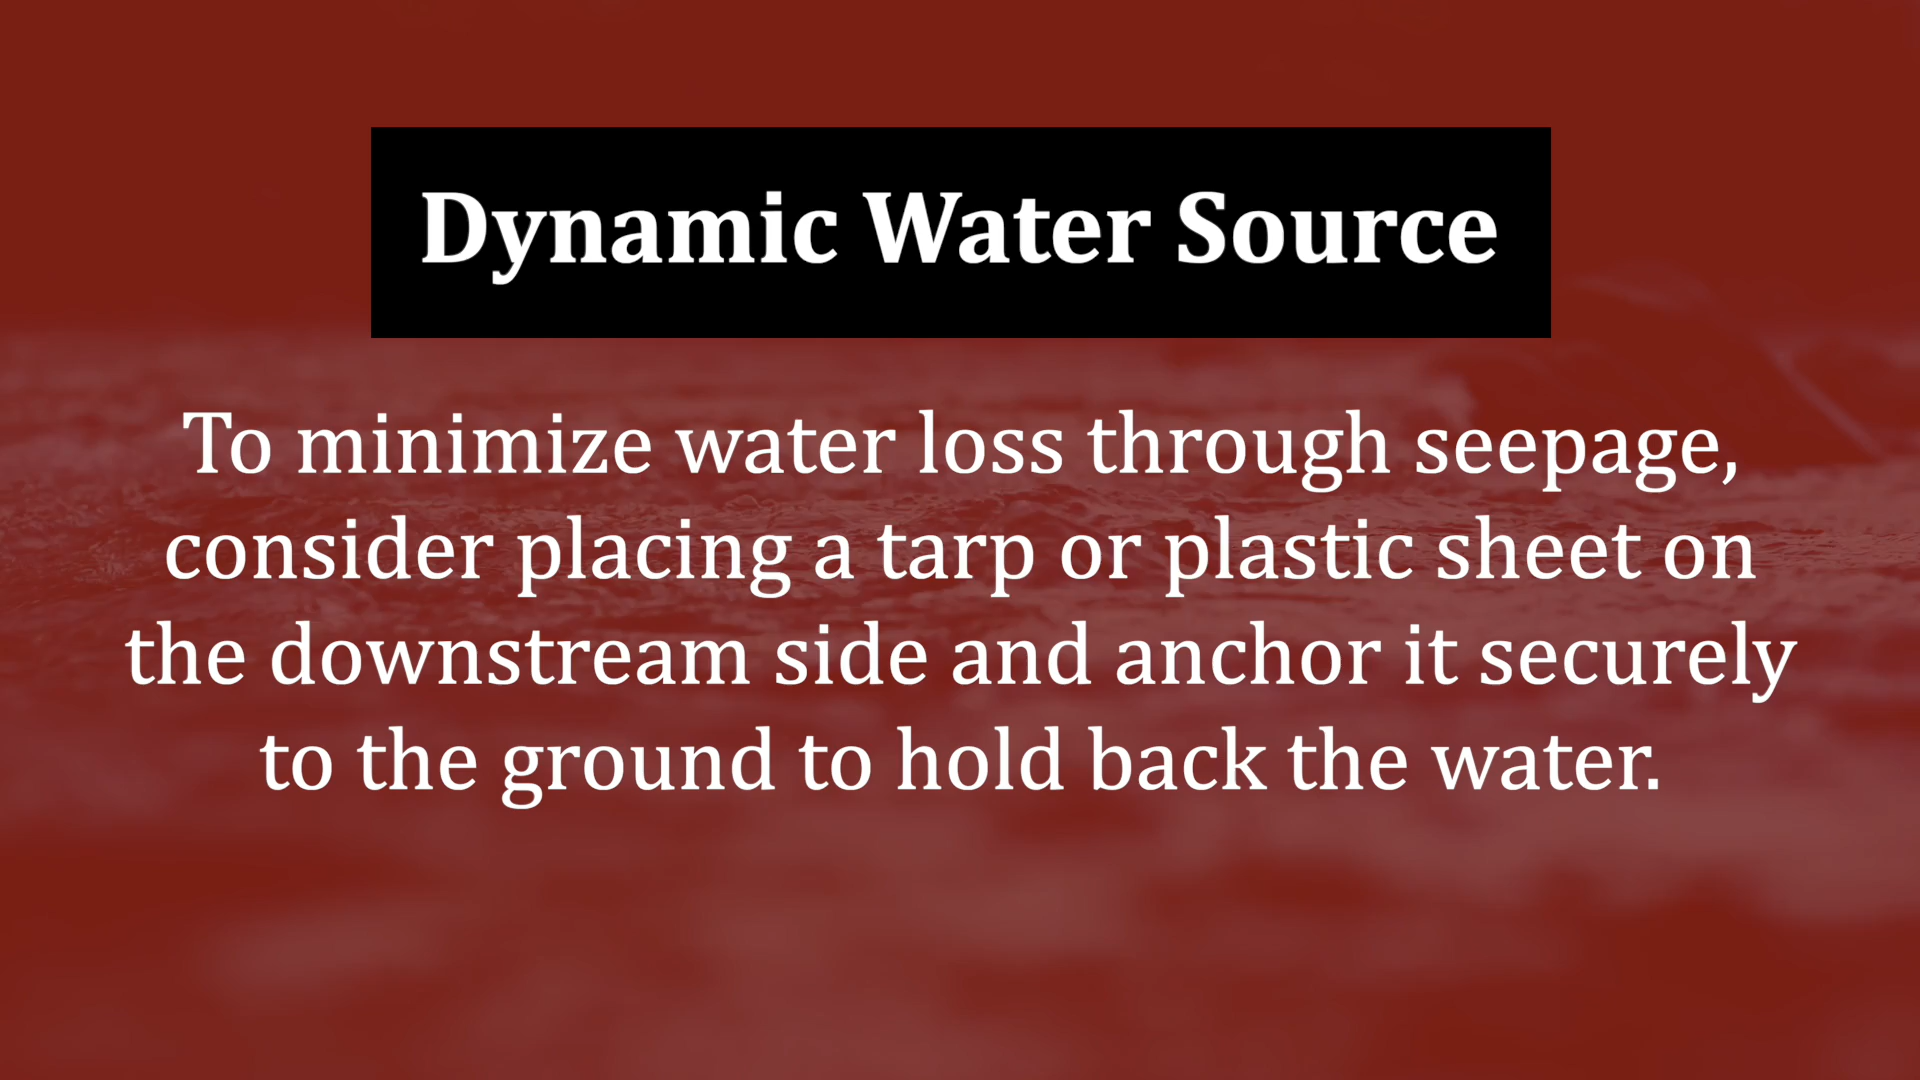 Dynamic Water Source
To minimize water loss through seepage,
consider placing a tarp or plastic sheet on
the downstream side and anchor it securely
to the ground to hold back the water.